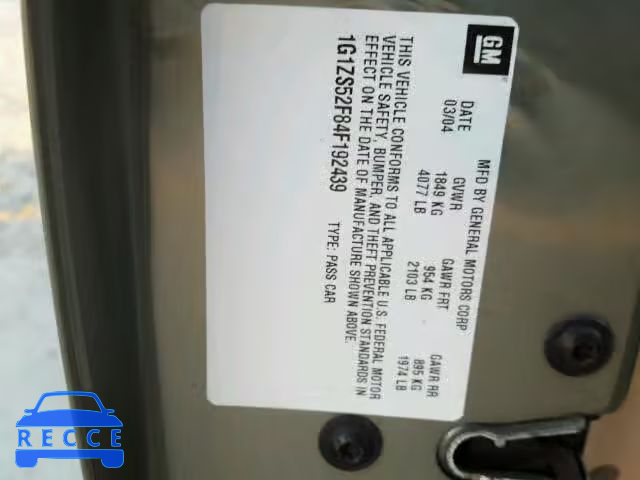 GM
MFD BY GENERAL MOTORS CORP
DATE GVWR GAWR FRT GAWR RR
03/04 1849 KG 954 KG 895 KG
4077 LB 2103 LB 1974 LB
THIS VEHICLE CONFORMS TO ALL APPLICABLE U.S. FEDERAL MOTOR
VEHICLE SAFETY, BUMPER, AND THEFT PREVENTION STANDARDS IN
EFFECT ON THE DATE OF MANUFACTURE SHOWN ABOVE.
1G1ZS52F84F192439 TYPE: PASS CAR
RECCE